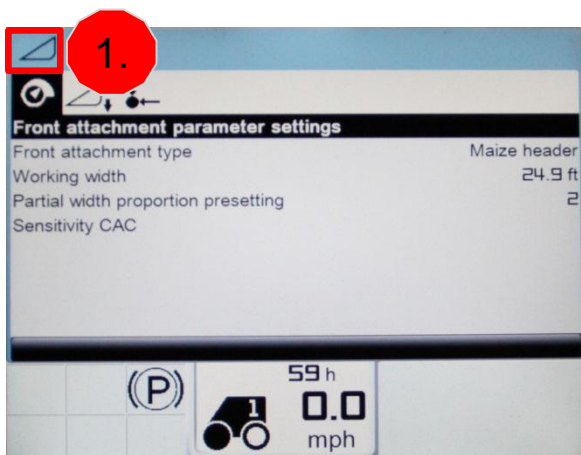 1.
Front attachment parameter settings
Front attachment type Maize header
Working width 24.9 ft
Partial width proportion presetting 2
Sensitivity CAC
(P)
59 h
1
0.0
mph